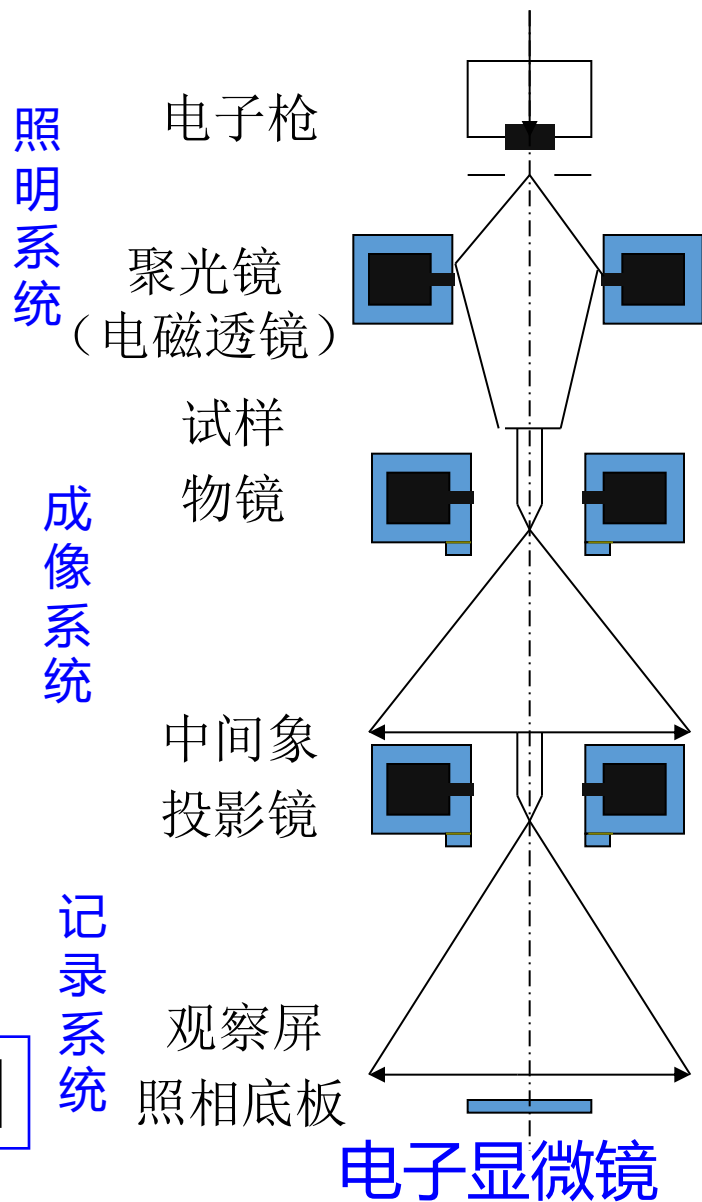 照明系统
电子枪
聚光镜
（电磁透镜）
试样
物镜
成像系统
中间象
投影镜
记录系统
观察屏
照相底板
电子显微镜